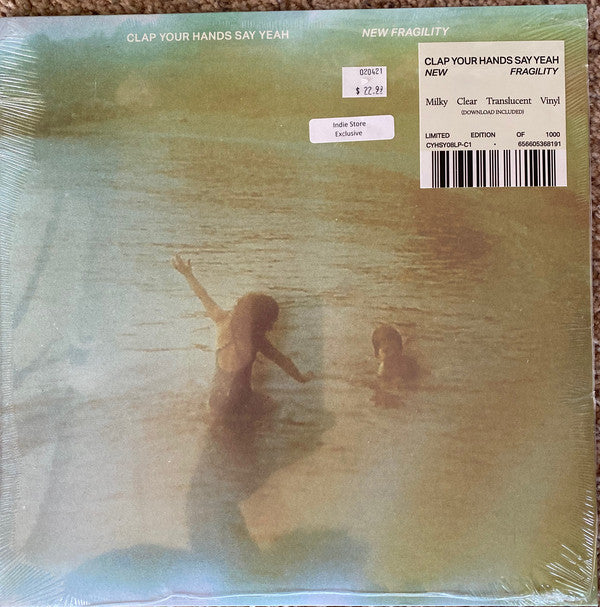 CLAP YOUR HANDS SAY YEAH NEW FRAGILITY
CLAP YOUR HANDS SAY YEAH
NEW FRAGILITY
020421
$ 22.99
Milky Clear Translucent Vinyl
(DOWNLOAD INCLUDED)
Indie Store
Exclusive
LIMITED EDITION OF 1000
CYHSY08LP-C1 • 656605368191